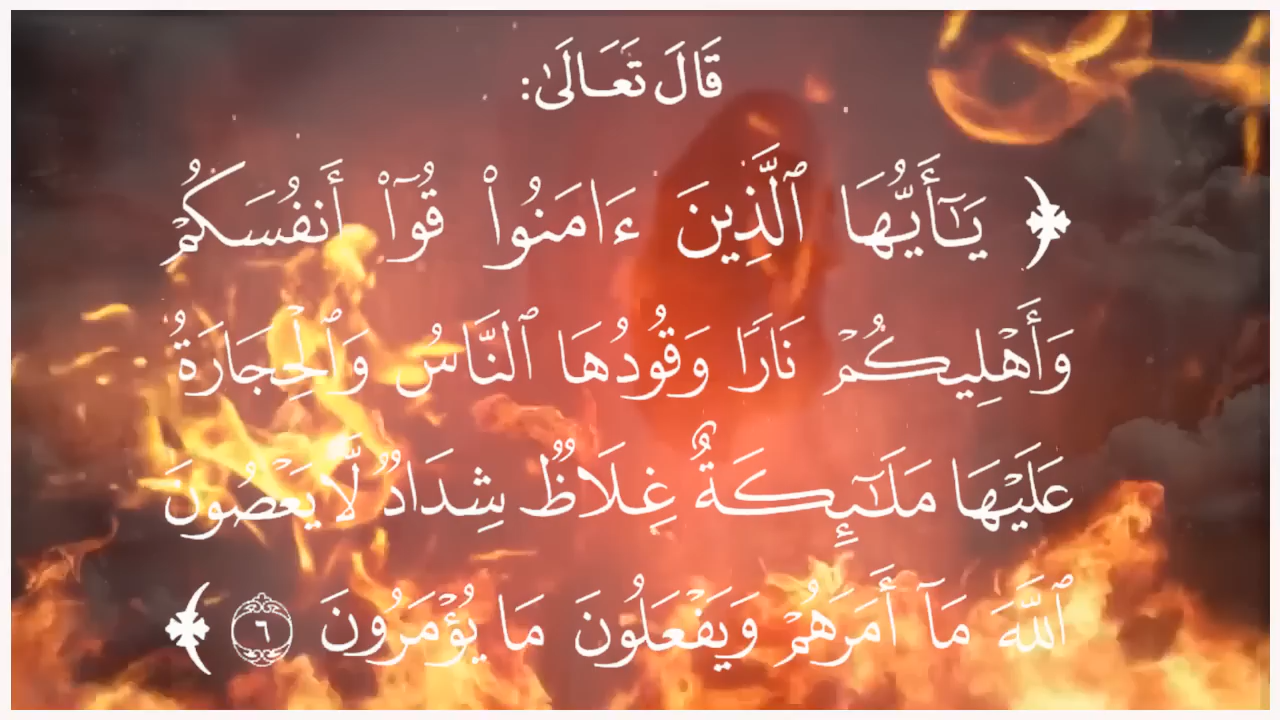 قَالَ تَعَالَىٰ:
﴿ يَـٰٓأَيُّهَا ٱلَّذِينَ ءَامَنُوا۟ قُوٓا۟ أَنفُسَكُمْ
وَأَهْلِيكُمْ نَارًا وَقُودُهَا ٱلنَّاسُ وَٱلْحِجَارَةُ
عَلَيْهَا مَلَـٰٓئِكَةٌ غِلَاظٌ شِدَادٌ لَّا يَعْصُونَ
ٱللَّهَ مَآ أَمَرَهُمْ وَيَفْعَلُونَ مَا يُؤْمَرُونَ ٦ ﴾